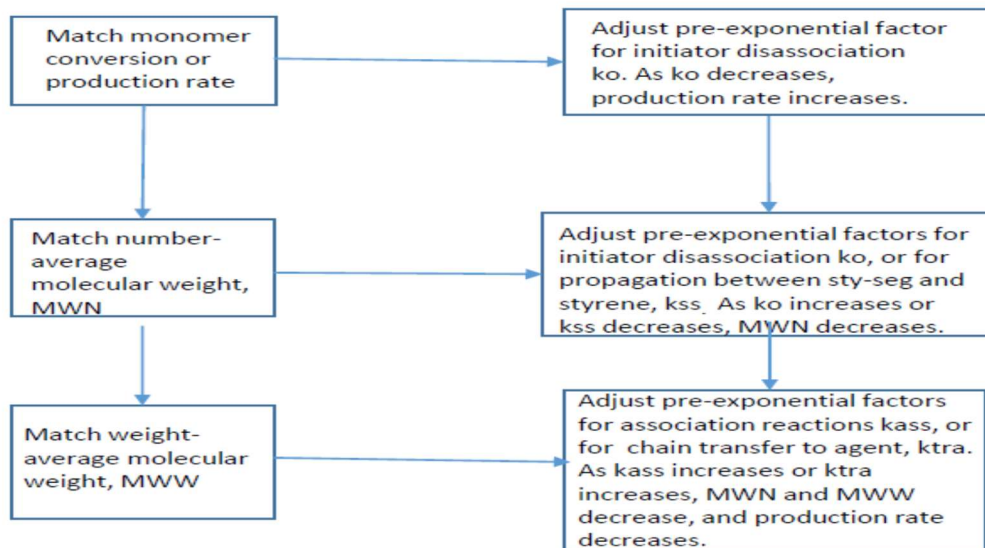 Match monomer
conversion or
production rate
Adjust pre-exponential factor
for initiator disassociation
ko. As ko decreases,
production rate increases.
Match number-
average
molecular weight,
MWN
Adjust pre-exponential factors for
initiator disassociation ko, or for
propagation between sty-seg and
styrene, kss. As ko increases or
kss decreases, MWN decreases.
Match weight-
average molecular
weight, MWW
Adjust pre-exponential factors
for association reactions kass, or
for chain transfer to agent, ktra.
As kass increases or ktra
increases, MWN and MWW
decrease, and production rate
decreases.